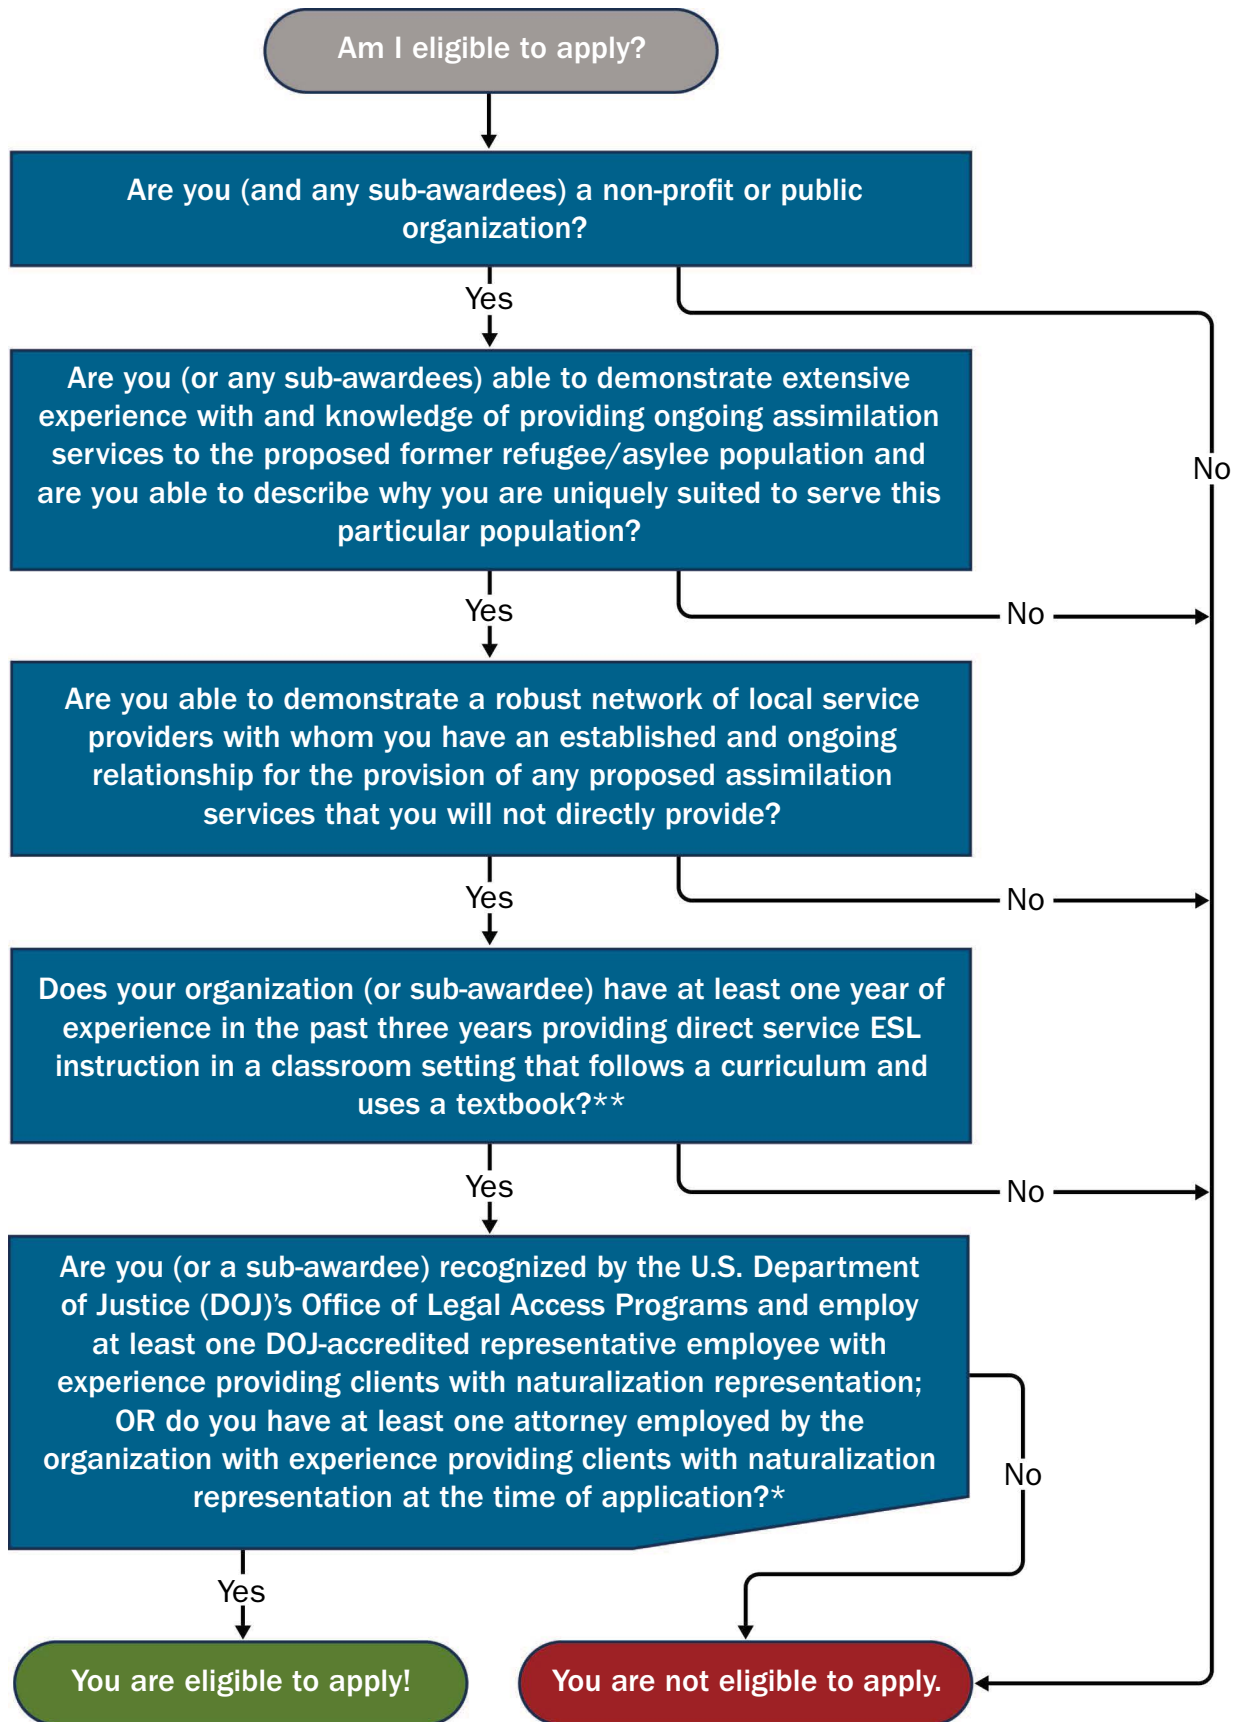 Am I eligible to apply?
Are you (and any sub-awardees) a non-profit or public
organization?
Yes
No
Are you (or any sub-awardees) able to demonstrate extensive
experience with and knowledge of providing ongoing assimilation
services to the proposed former refugee/asylee population and
are you able to describe why you are uniquely suited to serve this
particular population?
Yes
No
Are you able to demonstrate a robust network of local service
providers with whom you have an established and ongoing
relationship for the provision of any proposed assimilation
services that you will not directly provide?
Yes
No
Does your organization (or sub-awardee) have at least one year of
experience in the past three years providing direct service ESL
instruction in a classroom setting that follows a curriculum and
uses a textbook?**
Yes
No
Are you (or a sub-awardee) recognized by the U.S. Department
of Justice (DOJ)’s Office of Legal Access Programs and employ
at least one DOJ-accredited representative employee with
experience providing clients with naturalization representation;
OR do you have at least one attorney employed by the
organization with experience providing clients with naturalization
representation at the time of application?*
No
Yes
You are eligible to apply!
You are not eligible to apply.